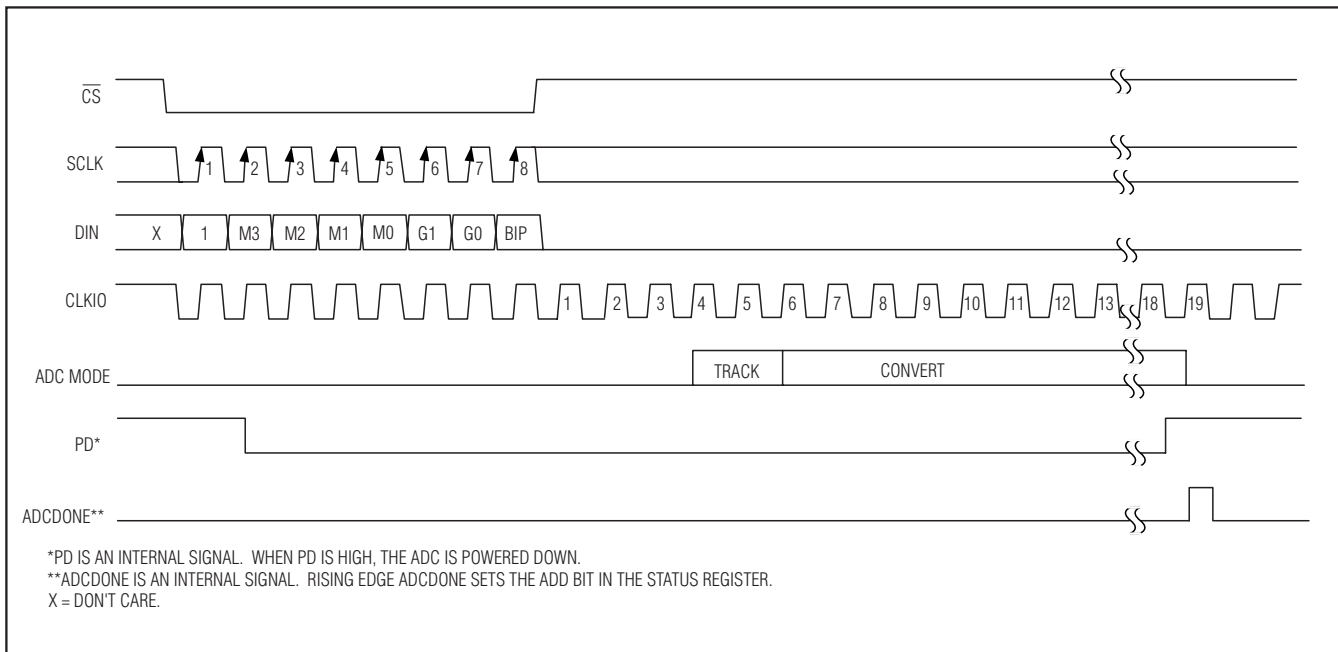 CS
SCLK 1 2 3 4 5 6 7 8
DIN X 1 M3 M2 M1 M0 G1 G0 BIP
CLKIO 1 2 3 4 5 6 7 8 9 10 11 12 13 18 19
ADC MODE TRACK CONVERT
PD*
ADCDONE**
*PD IS AN INTERNAL SIGNAL. WHEN PD IS HIGH, THE ADC IS POWERED DOWN.
**ADCDONE IS AN INTERNAL SIGNAL. RISING EDGE ADCDONE SETS THE ADD BIT IN THE STATUS REGISTER.
X = DON'T CARE.